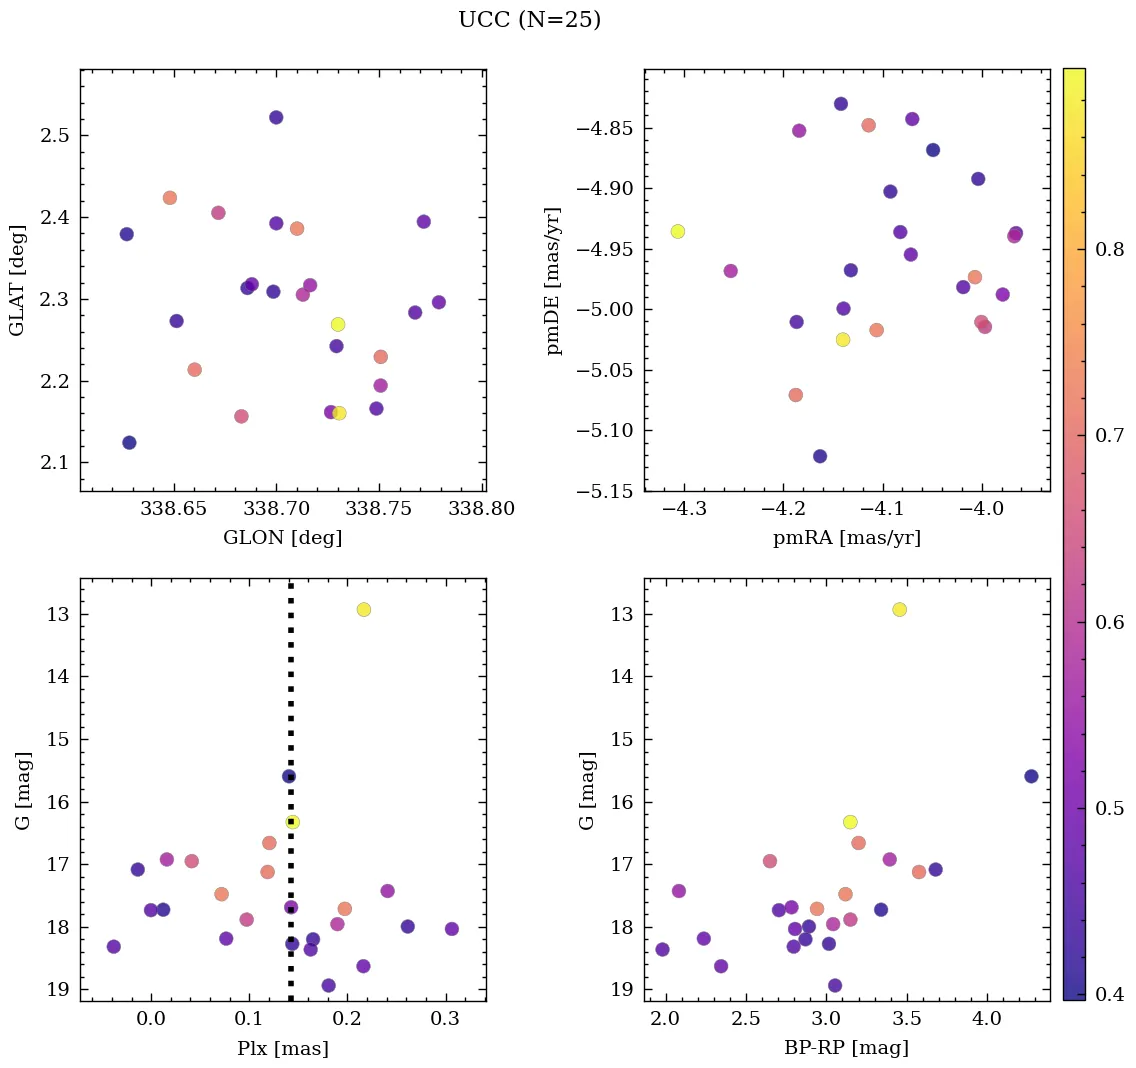 UCC (N=25)
2.5
2.4
2.3
2.2
2.1
GLAT [deg]
338.65 338.70 338.75 338.80
GLON [deg]
−4.85
−4.90
−4.95
−5.00
−5.05
−5.10
−5.15
pmDE [mas/yr]
−4.3 −4.2 −4.1 −4.0
pmRA [mas/yr]
13
14
15
16
17
18
19
G [mag]
0.0 0.1 0.2 0.3
Plx [mas]
13
14
15
16
17
18
19
G [mag]
2.0 2.5 3.0 3.5 4.0
BP-RP [mag]
0.8
0.7
0.6
0.5
0.4